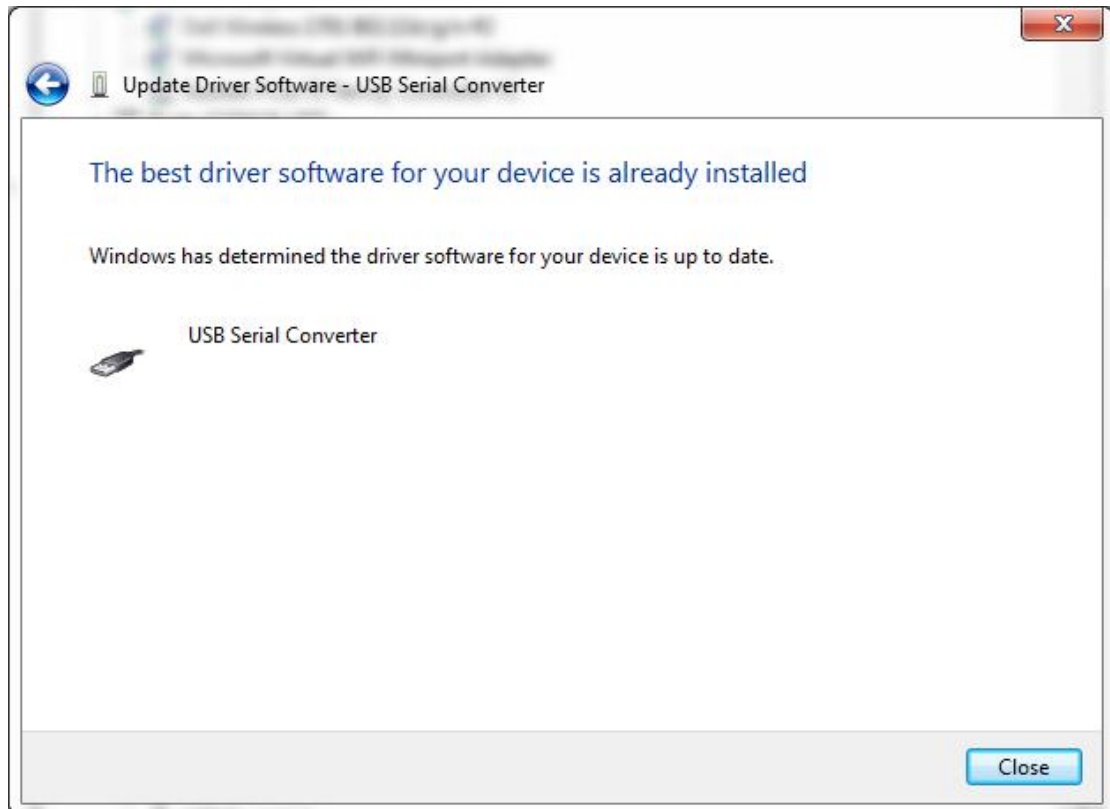 Update Driver Software - USB Serial Converter
The best driver software for your device is already installed
Windows has determined the driver software for your device is up to date.
USB Serial Converter
Close